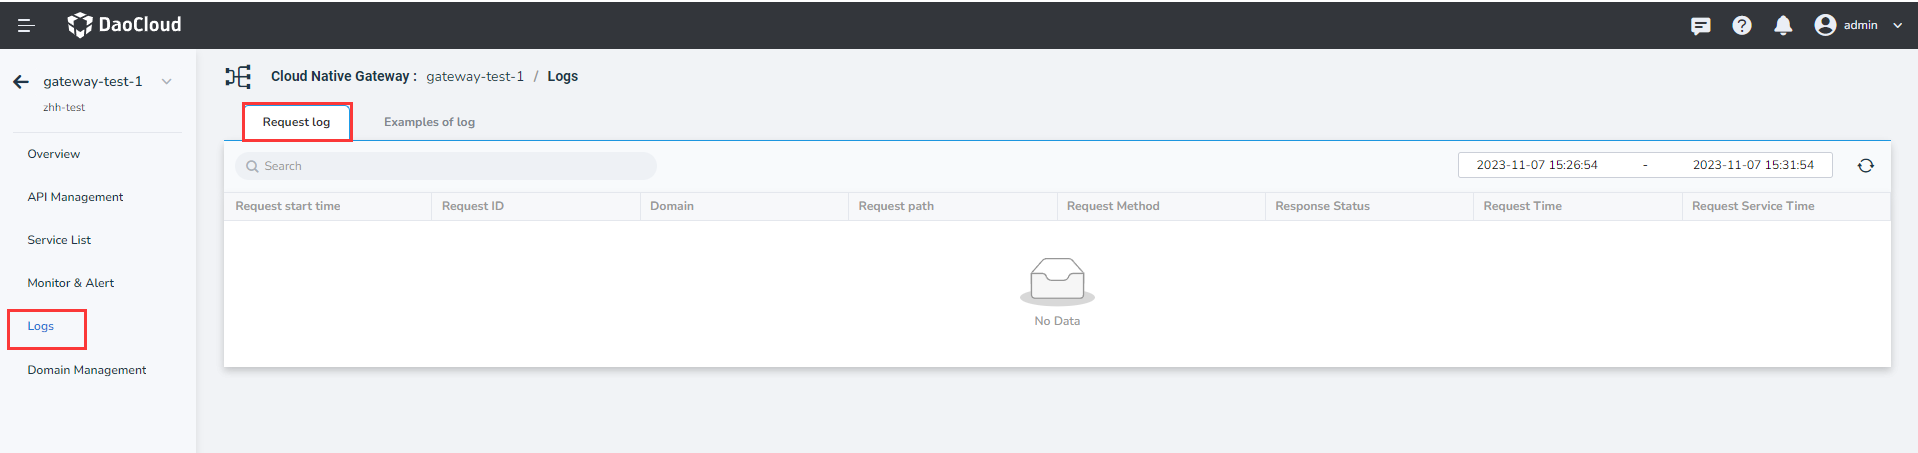 DaoCloud
admin
gateway-test-1
zhh-test
Overview
API Management
Service List
Monitor & Alert
Logs
Domain Management
Cloud Native Gateway : gateway-test-1 / Logs
Request log Examples of log
Search 2023-11-07 15:26:54 - 2023-11-07 15:31:54
Request start time Request ID Domain Request path Request Method Response Status Request Time Request Service Time
No Data